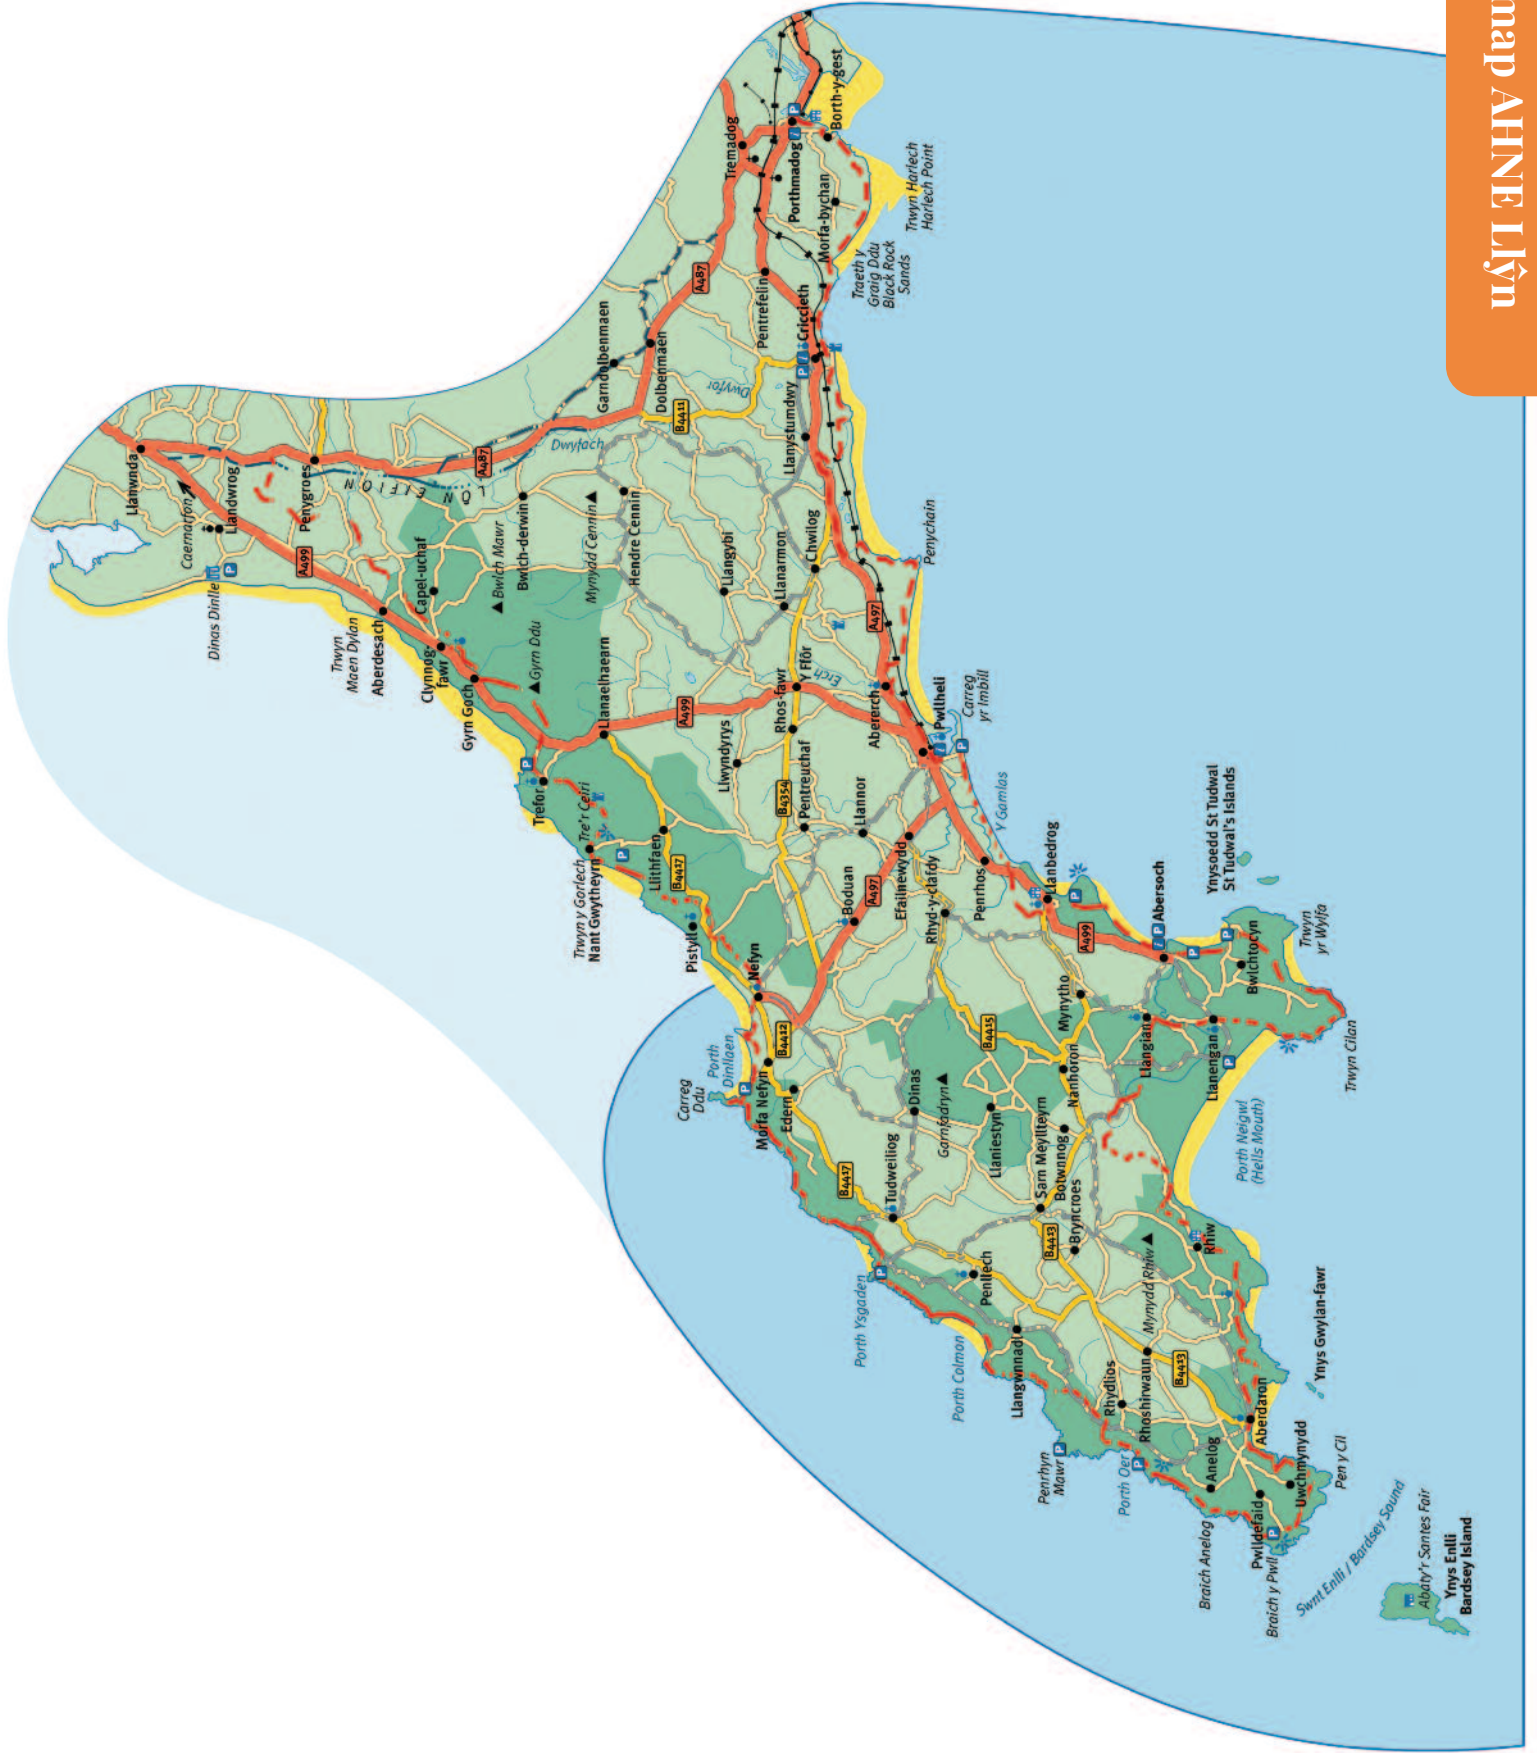 map AHNE Llŷn
Llanwnda
Caernarfon
Llandwrog
Dinas Dinlle
Penygroes
A499
A487
LÔN EIFION
Trwyn
Maen Dylan
Aberdesach
Capel-uchaf
Clynnog-
fawr
Bwlch Mawr
Bwlch-derwin
Gyrn Goch
Gyrn Ddu
Mynydd Cennin
Hendre Cennin
Dwyfach
Garndolbenmaen
Dolbenmaen
A487
B4411
Dwyfor
Tremadog
Porthmadog
Borth-y-gest
Morfa-bychan
Trwyn Harlech
Harlech Point
Traeth y
Graig Ddu
Black Rock
Sands
Pentrefelin
Criccieth
Llanystumdwy
Llangybi
Llanarmon
Chwilog
Penychain
A497
Trefor
Tre'r Ceiri
Llanaelhaearn
A499
Trwyn y Gorlech
Nant Gwytheyrn
Llithfaen
B4417
Pistyll
Llwyndyrys
Rhos-fawr
Y Ffôr
Erch
Abererch
Pwllheli
Carreg
yr Imbill
B4354
Pentreuchaf
Llannor
Nefyn
Boduan
A497
Efailnewydd
Rhyd-y-clafdy
Penrhos
Y Gamlas
Llanbedrog
Carreg
Ddu
Porth
Dinllaen
B4412
Morfa Nefyn
Edern
B4417
Dinas
Garnfadryn
B4415
Mynytho
Nanhoron
A499
Abersoch
Ynysoedd St Tudwal
St Tudwal's Islands
Bwlchtocyn
Trwyn
yr Wylfa
Llangian
Llanengan
Trwyn Cilan
Porth Neigwl
(Hells Mouth)
Llaniestyn
Sarn Meyllteyrn
Botwnnog
Bryncroes
B4413
Tudweiliog
Porth Ysgaden
Penllech
Porth Colmon
Llangwnnadl
Mynydd Rhiw
Rhiw
Rhydlios
Rhoshirwaun
B4413
Penrhyn
Mawr
Porth Oer
Anelog
Braich Anelog
Aberdaron
Ynys Gwylan-fawr
Uwchmynydd
Pen y Cil
Pwlldefaid
Braich y Pwll
Swnt Enlli / Bardsey Sound
Abaty'r Santes Fair
Ynys Enlli
Bardsey Island